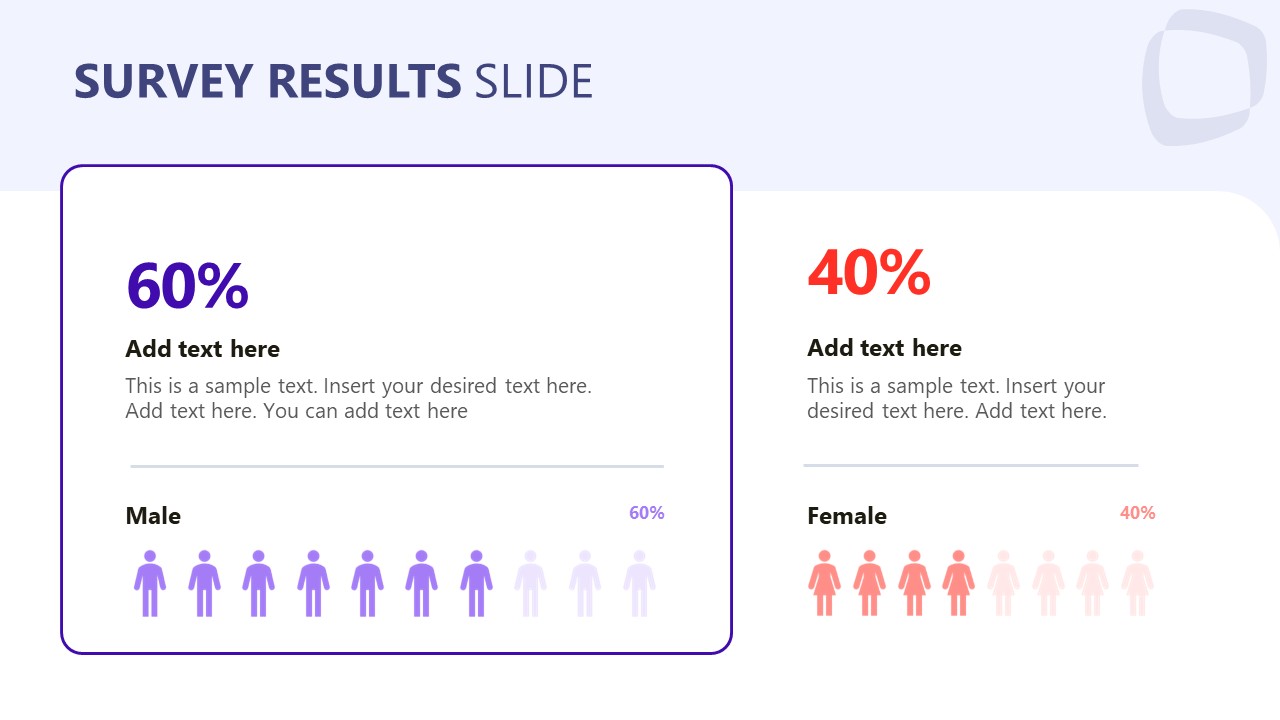 SURVEY RESULTS SLIDE
60%
Add text here
This is a sample text. Insert your desired text here.
Add text here. You can add text here
Male
60%
40%
Add text here
This is a sample text. Insert your
desired text here. Add text here.
Female
40%